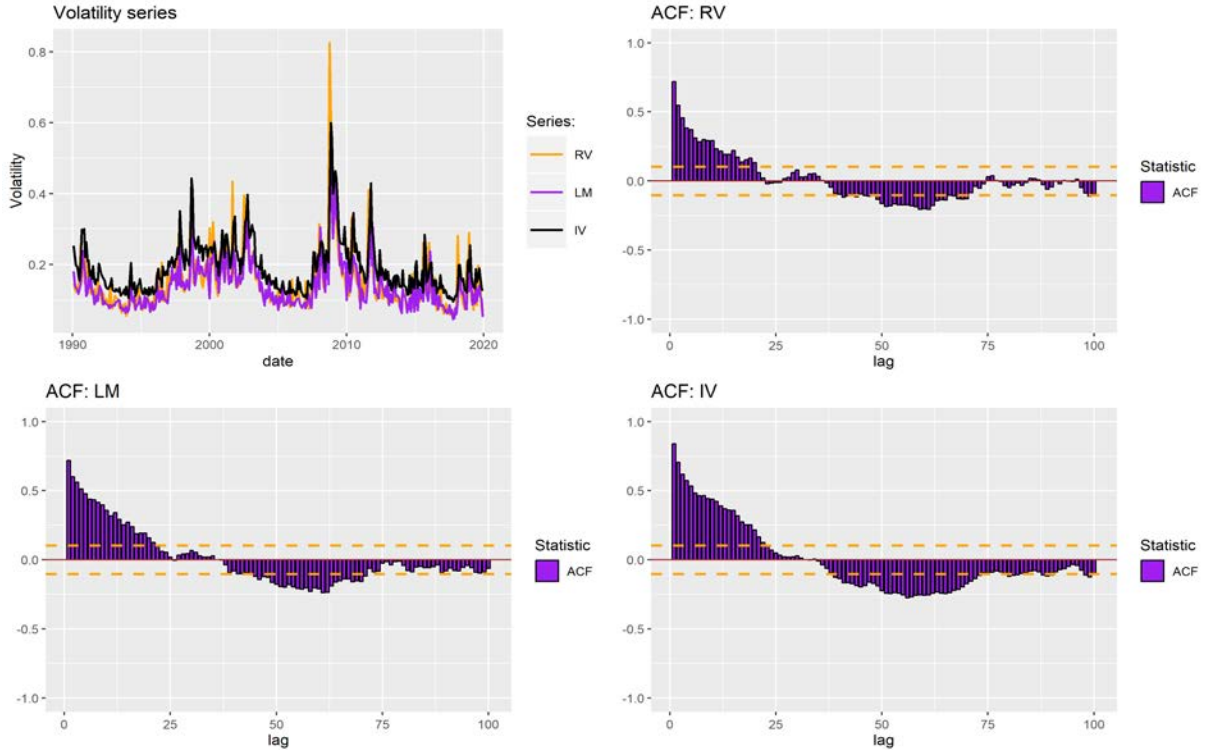 Volatility series
0.8
0.6
0.4
0.2
Volatility
1990
2000
2010
2020
date
Series:
RV
LM
IV
ACF: RV
1.0
0.5
0.0
-0.5
-1.0
0
25
50
75
100
lag
Statistic
ACF
ACF: LM
1.0
0.5
0.0
-0.5
-1.0
0
25
50
75
100
lag
Statistic
ACF
ACF: IV
1.0
0.5
0.0
-0.5
-1.0
0
25
50
75
100
lag
Statistic
ACF